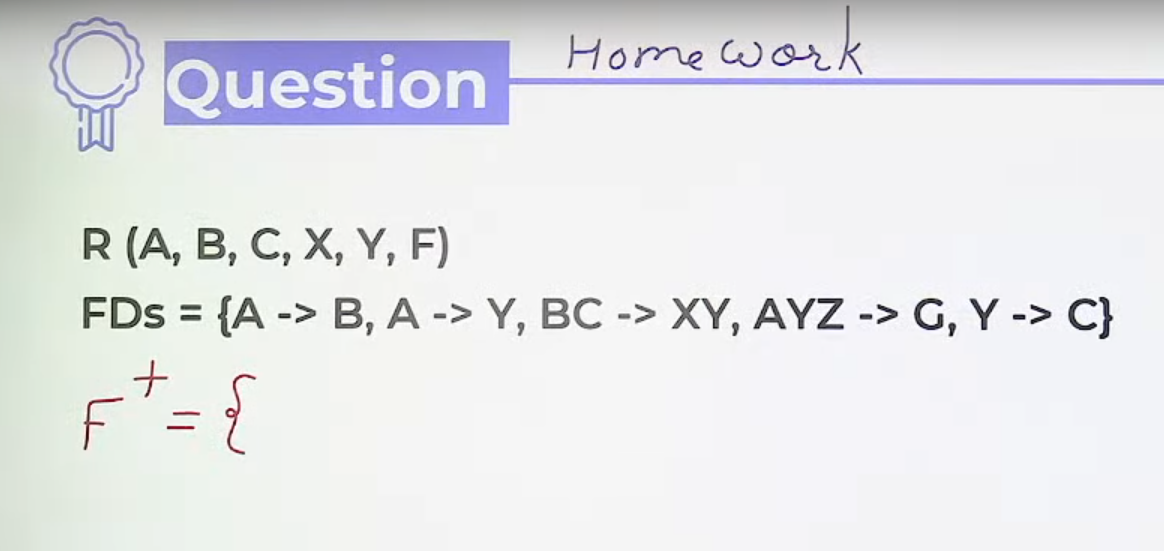 Home Work
Question
R (A, B, C, X, Y, F)
FDs = {A -> B, A -> Y, BC -> XY, AYZ -> G, Y -> C}
F⁺ = {